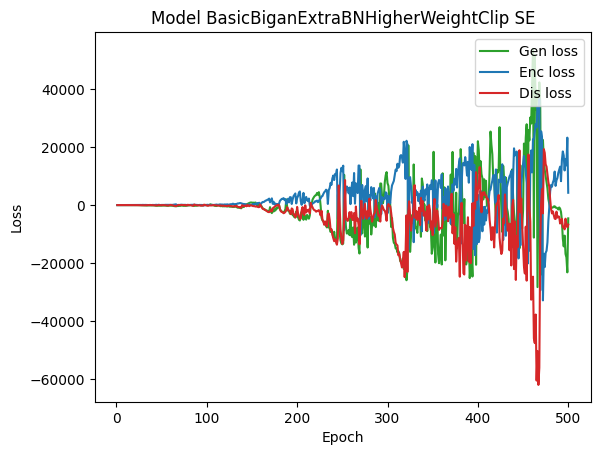 Model BasicBiganExtraBNHigherWeightClip SE
Gen loss
Enc loss
Dis loss
40000
20000
0
−20000
−40000
−60000
Loss
0 100 200 300 400 500
Epoch